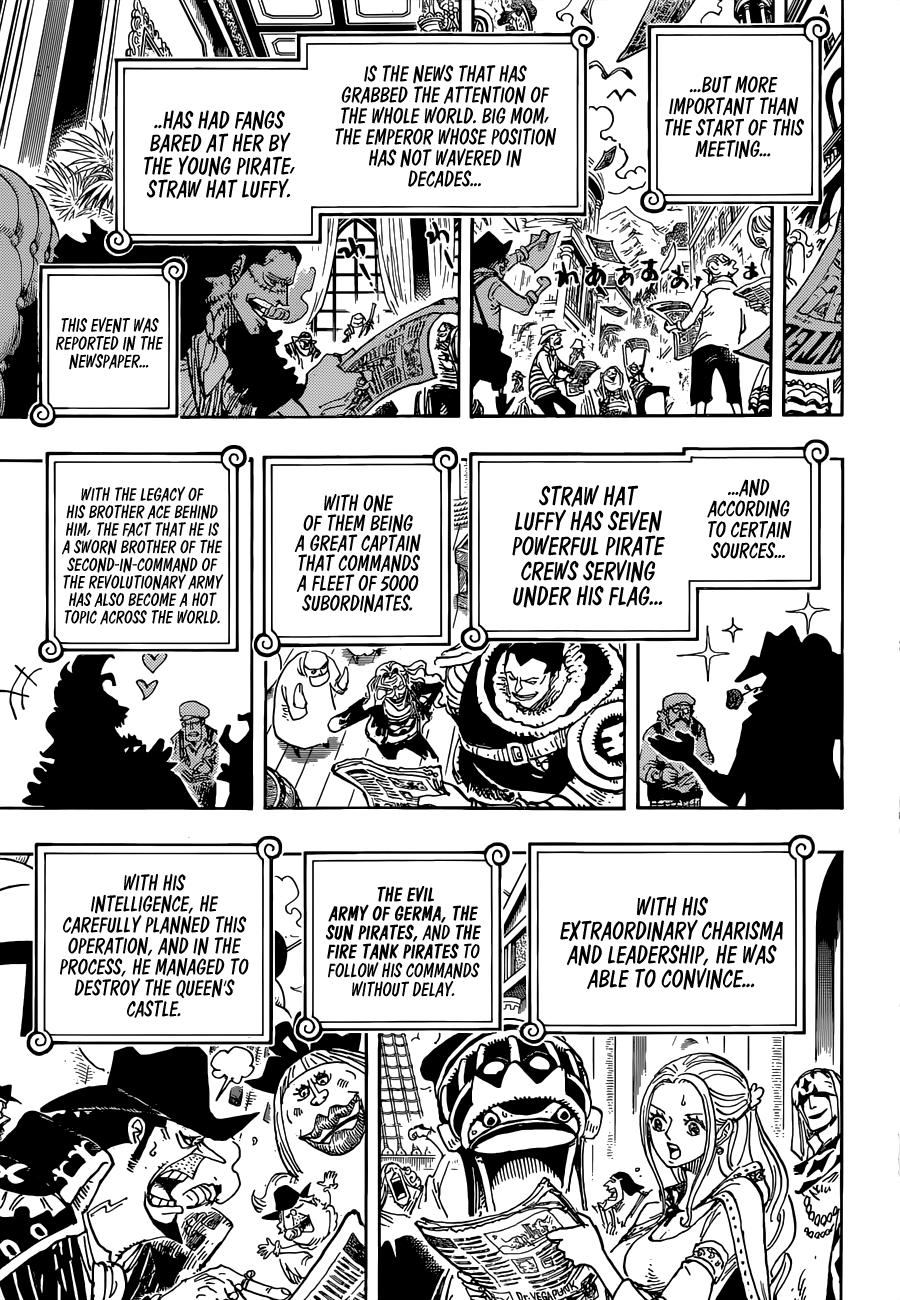 ...BUT MORE
IMPORTANT THAN
THE START OF THIS
MEETING...
IS THE NEWS THAT HAS
GRABBED THE ATTENTION OF
THE WHOLE WORLD. BIG MOM,
THE EMPEROR WHOSE POSITION
HAS NOT WAVERED IN
DECADES...
..HAS HAD FANGS
BARED AT HER BY
THE YOUNG PIRATE,
STRAW HAT LUFFY.
わぁぁぁぁ
THIS EVENT WAS
REPORTED IN THE
NEWSPAPER...
...AND
ACCORDING
TO CERTAIN
SOURCES...
STRAW HAT
LUFFY HAS SEVEN
POWERFUL PIRATE
CREWS SERVING
UNDER HIS FLAG...
WITH ONE
OF THEM BEING
A GREAT CAPTAIN
THAT COMMANDS
A FLEET OF 5000
SUBORDINATES.
WITH THE LEGACY OF
HIS BROTHER ACE BEHIND
HIM, THE FACT THAT HE IS
A SWORN BROTHER OF THE
SECOND-IN-COMMAND OF
THE REVOLUTIONARY ARMY
HAS ALSO BECOME A HOT
TOPIC ACROSS THE WORLD.
WITH HIS
EXTRAORDINARY CHARISMA
AND LEADERSHIP, HE WAS
ABLE TO CONVINCE...
THE EVIL
ARMY OF GERMA, THE
SUN PIRATES, AND THE
FIRE TANK PIRATES TO
FOLLOW HIS COMMANDS
WITHOUT DELAY.
WITH HIS
INTELLIGENCE, HE
CAREFULLY PLANNED THIS
OPERATION, AND IN THE
PROCESS, HE MANAGED TO
DESTROY THE QUEEN'S
CASTLE.
Dr. VEGAPUNK